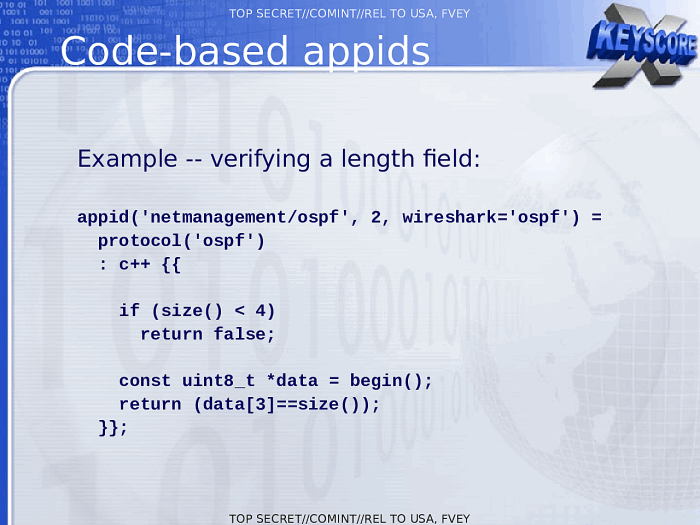 TOP SECRET//COMINT//REL TO USA, FVEY
Code-based appids
X KEYSCORE
Example -- verifying a length field:
appid('netmanagement/ospf', 2, wireshark='ospf') =
  protocol('ospf')
  : c++ {{
    if (size() < 4)
      return false;
    const uint8_t *data = begin();
    return (data[3]==size());
  }};
TOP SECRET//COMINT//REL TO USA, FVEY